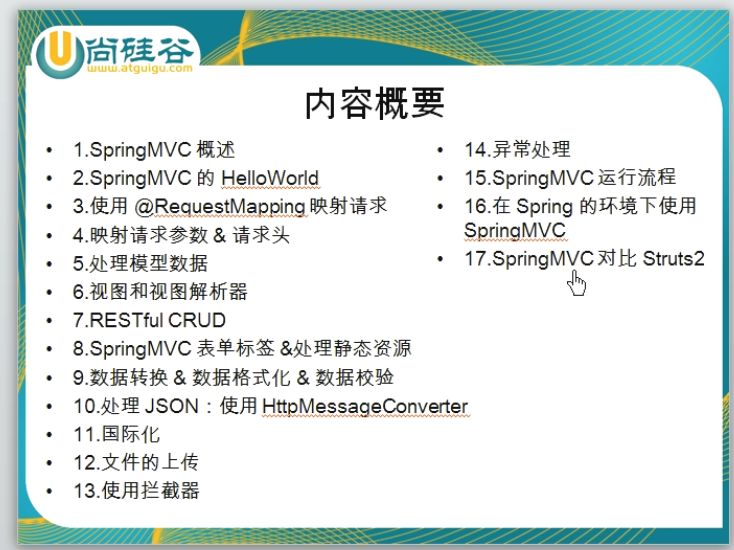 尚硅谷
www.atguigu.com
内容概要
• 1.SpringMVC 概述
• 2.SpringMVC 的 HelloWorld
• 3.使用 @RequestMapping 映射请求
• 4.映射请求参数 & 请求头
• 5.处理模型数据
• 6.视图和视图解析器
• 7.RESTful CRUD
• 8.SpringMVC 表单标签 &处理静态资源
• 9.数据转换 & 数据格式化 & 数据校验
• 10.处理 JSON：使用 HttpMessageConverter
• 11.国际化
• 12.文件的上传
• 13.使用拦截器
• 14.异常处理
• 15.SpringMVC 运行流程
• 16.在 Spring 的环境下使用
SpringMVC
• 17.SpringMVC 对比 Struts2